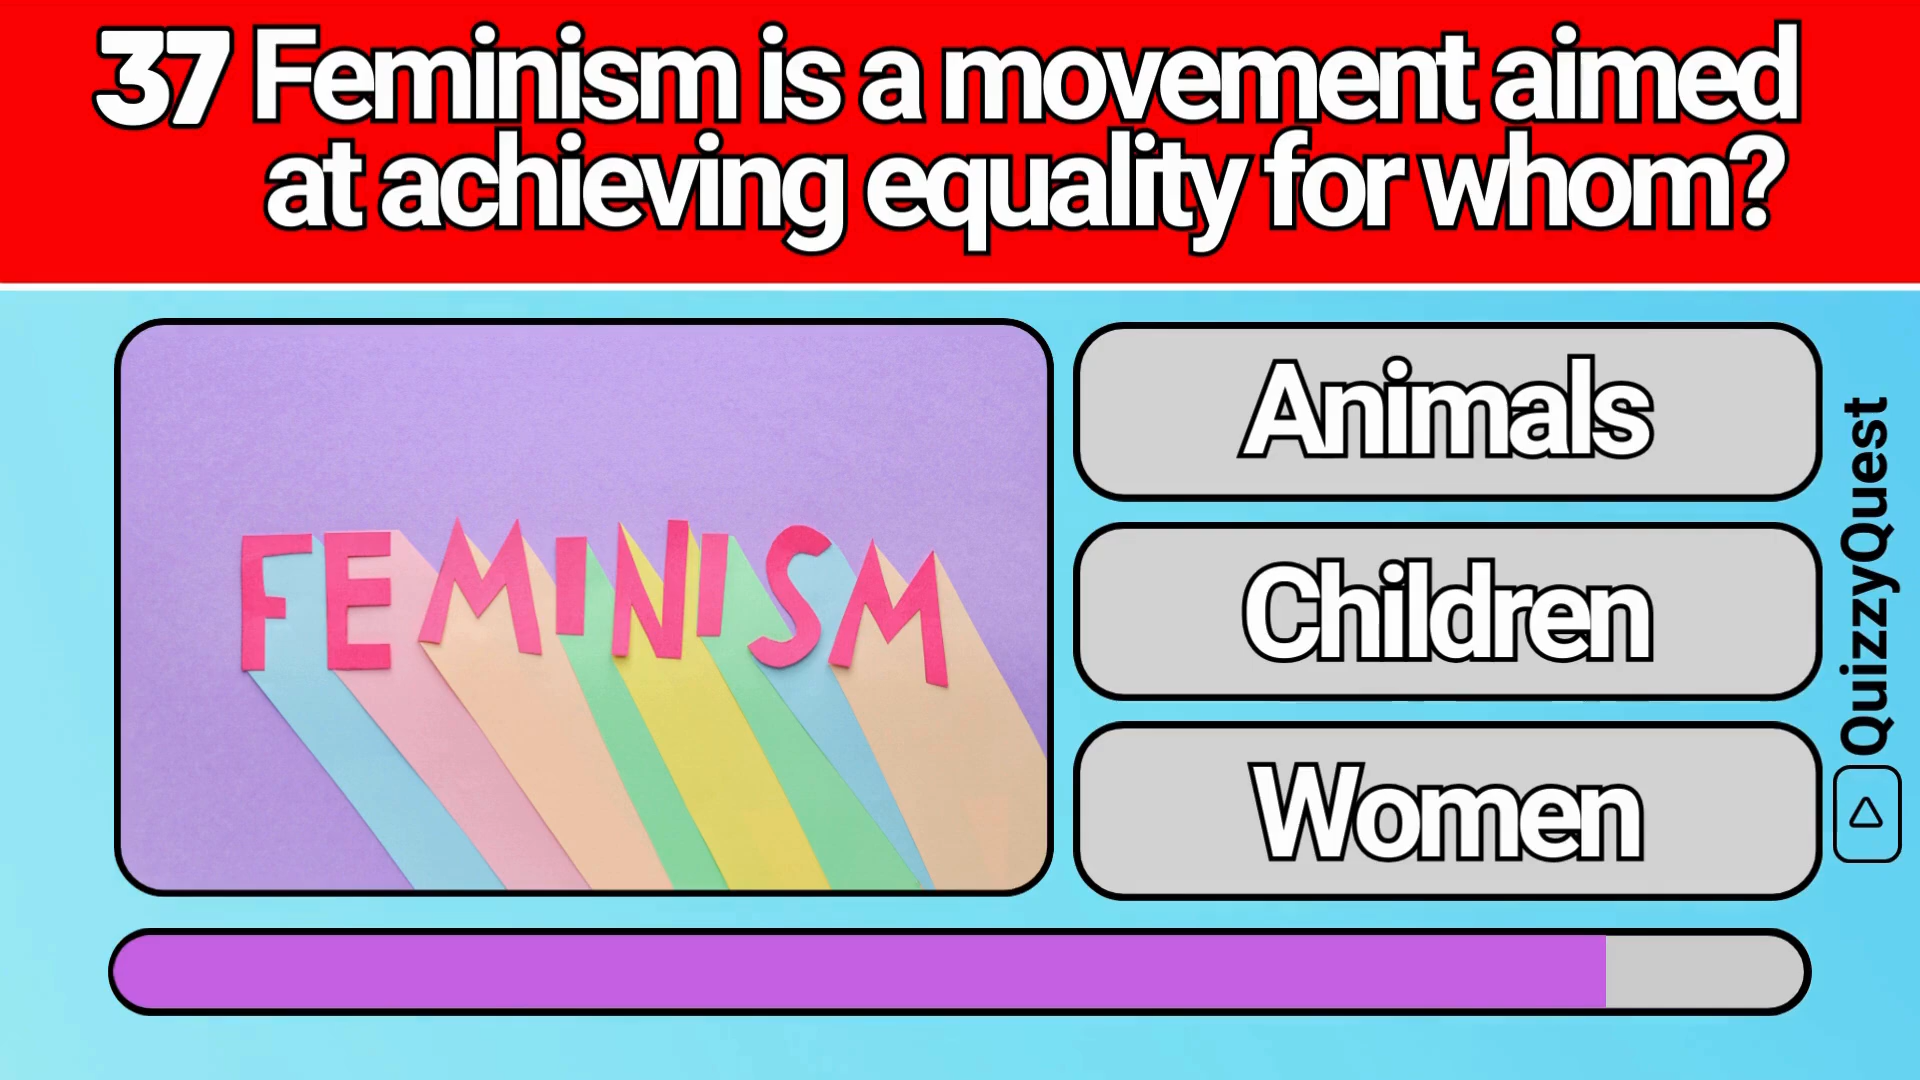 37 Feminism is a movement aimed
at achieving equality for whom?
FEMINISM
Animals
Children
Women
QuizzyQuest